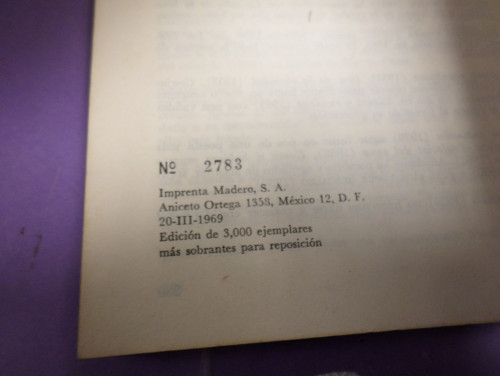 Nº 2783
Imprenta Madero, S. A.
Aniceto Ortega 1358, México 12, D. F.
20-III-1969
Edición de 3,000 ejemplares
más sobrantes para reposición